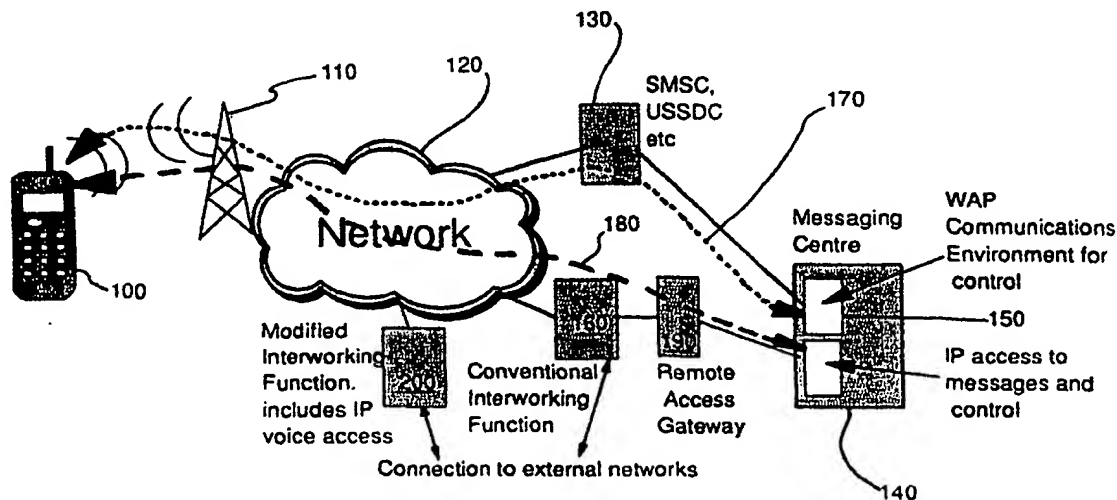 130
110
120
SMSC,
USSDC
etc
170
WAP
Communications
Environment for
control
Messaging
Centre
Network
180
100
150
160
190
Modified
Interworking
Function.
includes IP
voice access
200
Conventional
Interworking
Function
Remote
Access
Gateway
IP access to
messages and
control
Connection to external networks
140